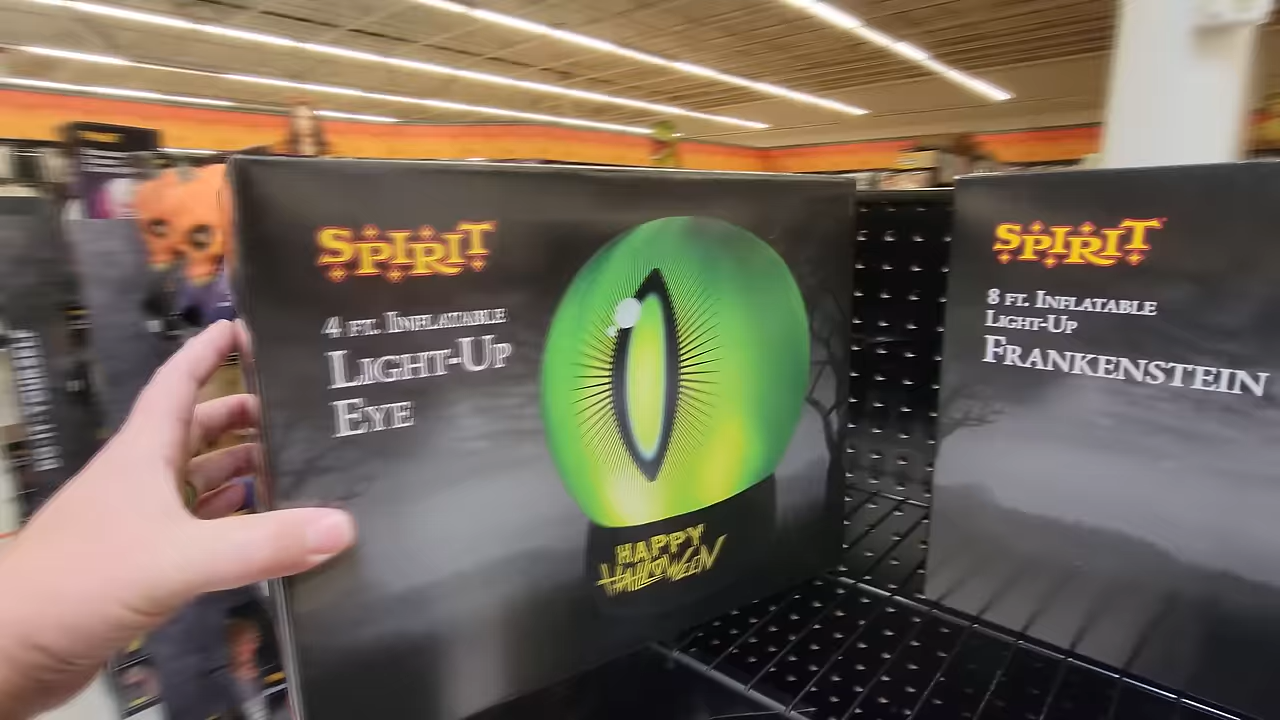 SPIRIT
4 FT. INFLATABLE
LIGHT-UP
EYE
HAPPY
HALLOWEEN
SPIRIT
8 FT. INFLATABLE
LIGHT-UP
FRANKENSTEIN